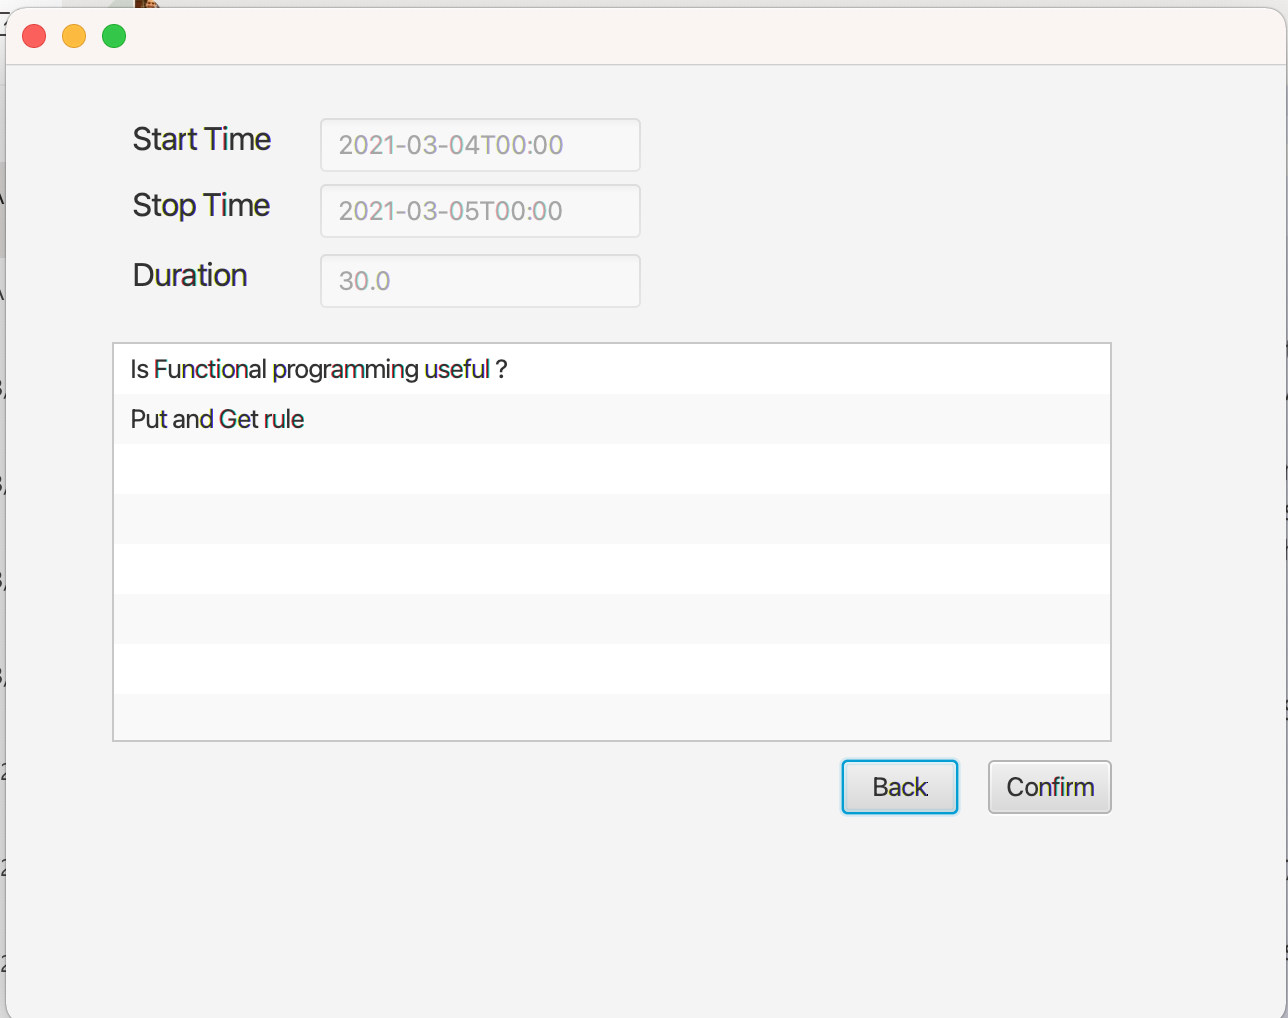 Start Time 2021-03-04T00:00
Stop Time 2021-03-05T00:00
Duration 30.0
Is Functional programming useful ?
Put and Get rule
Back Confirm